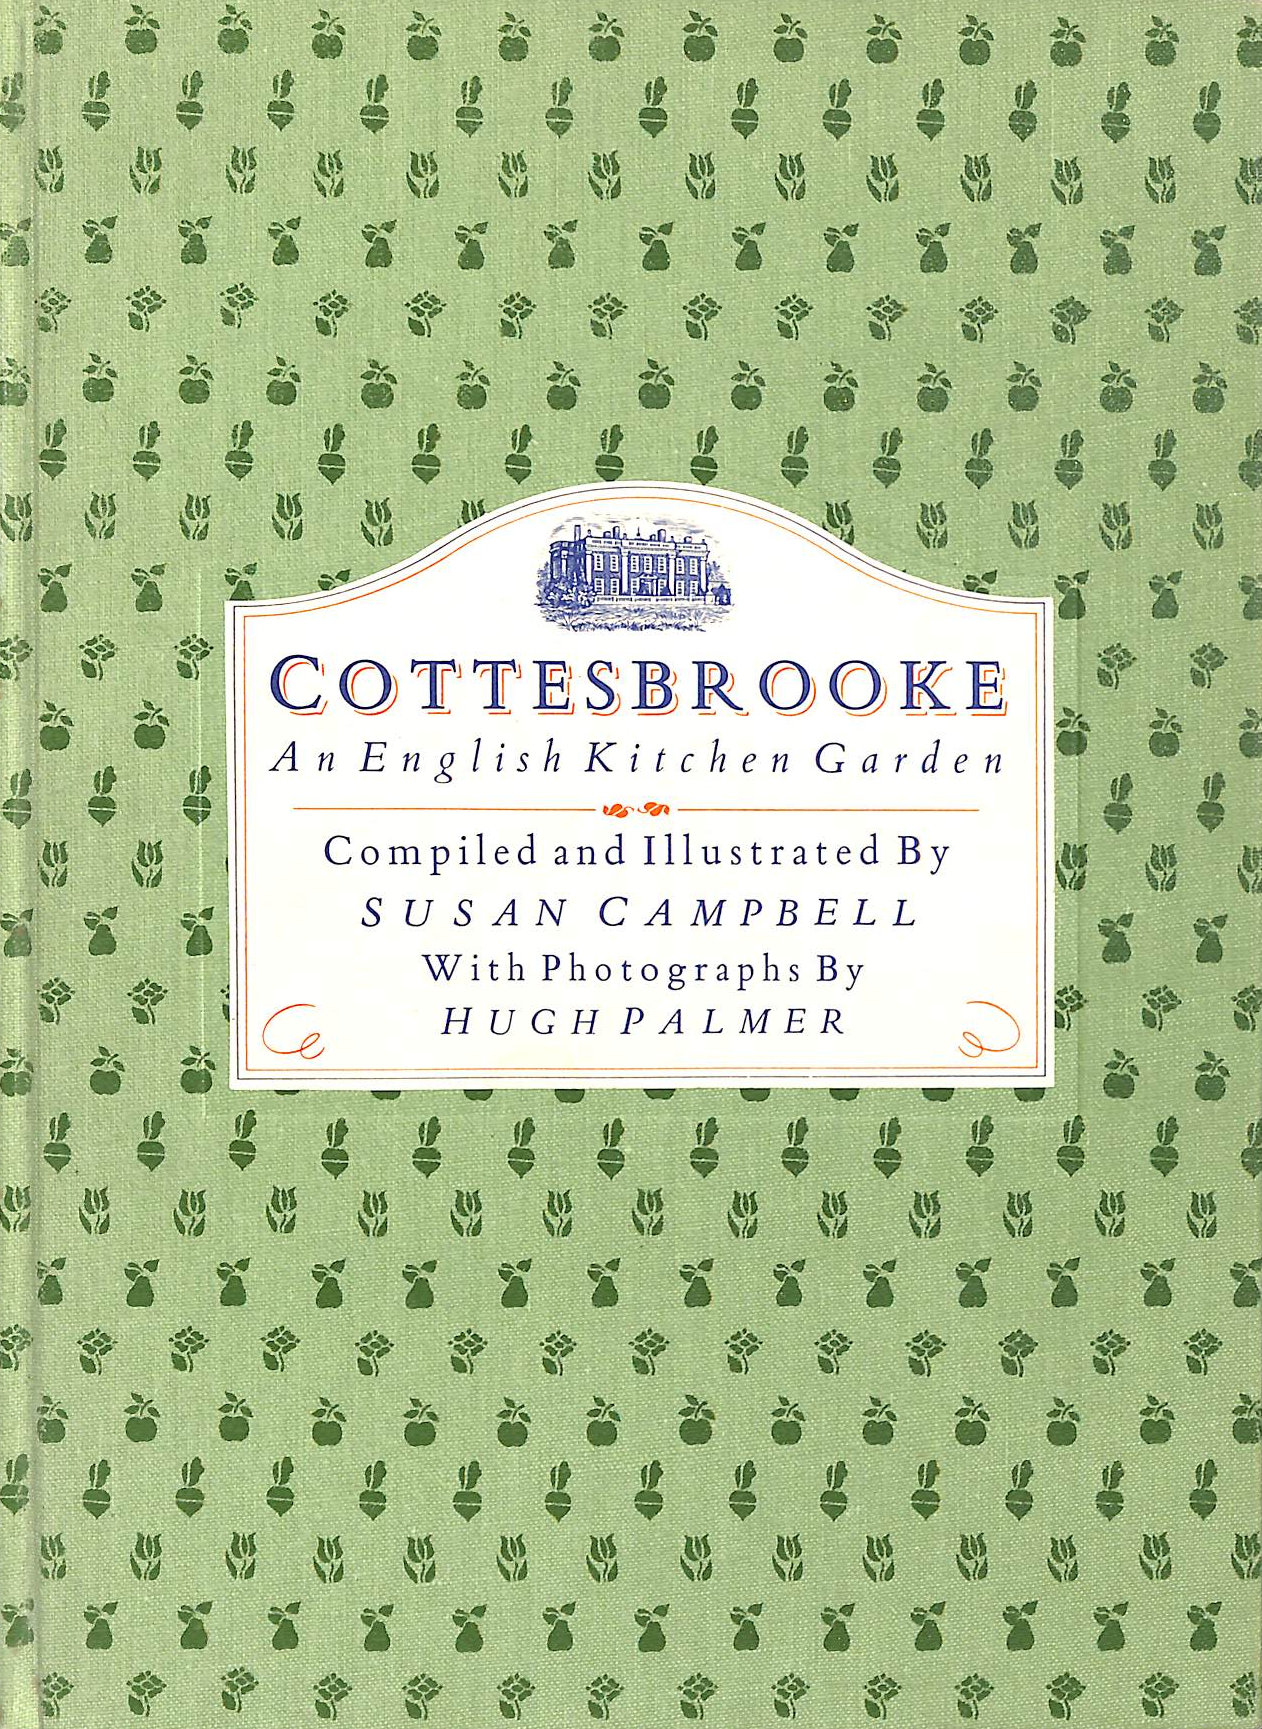 COTTESBROOKE
An English Kitchen Garden
Compiled and Illustrated By
SUSAN CAMPBELL
With Photographs By
HUGH PALMER